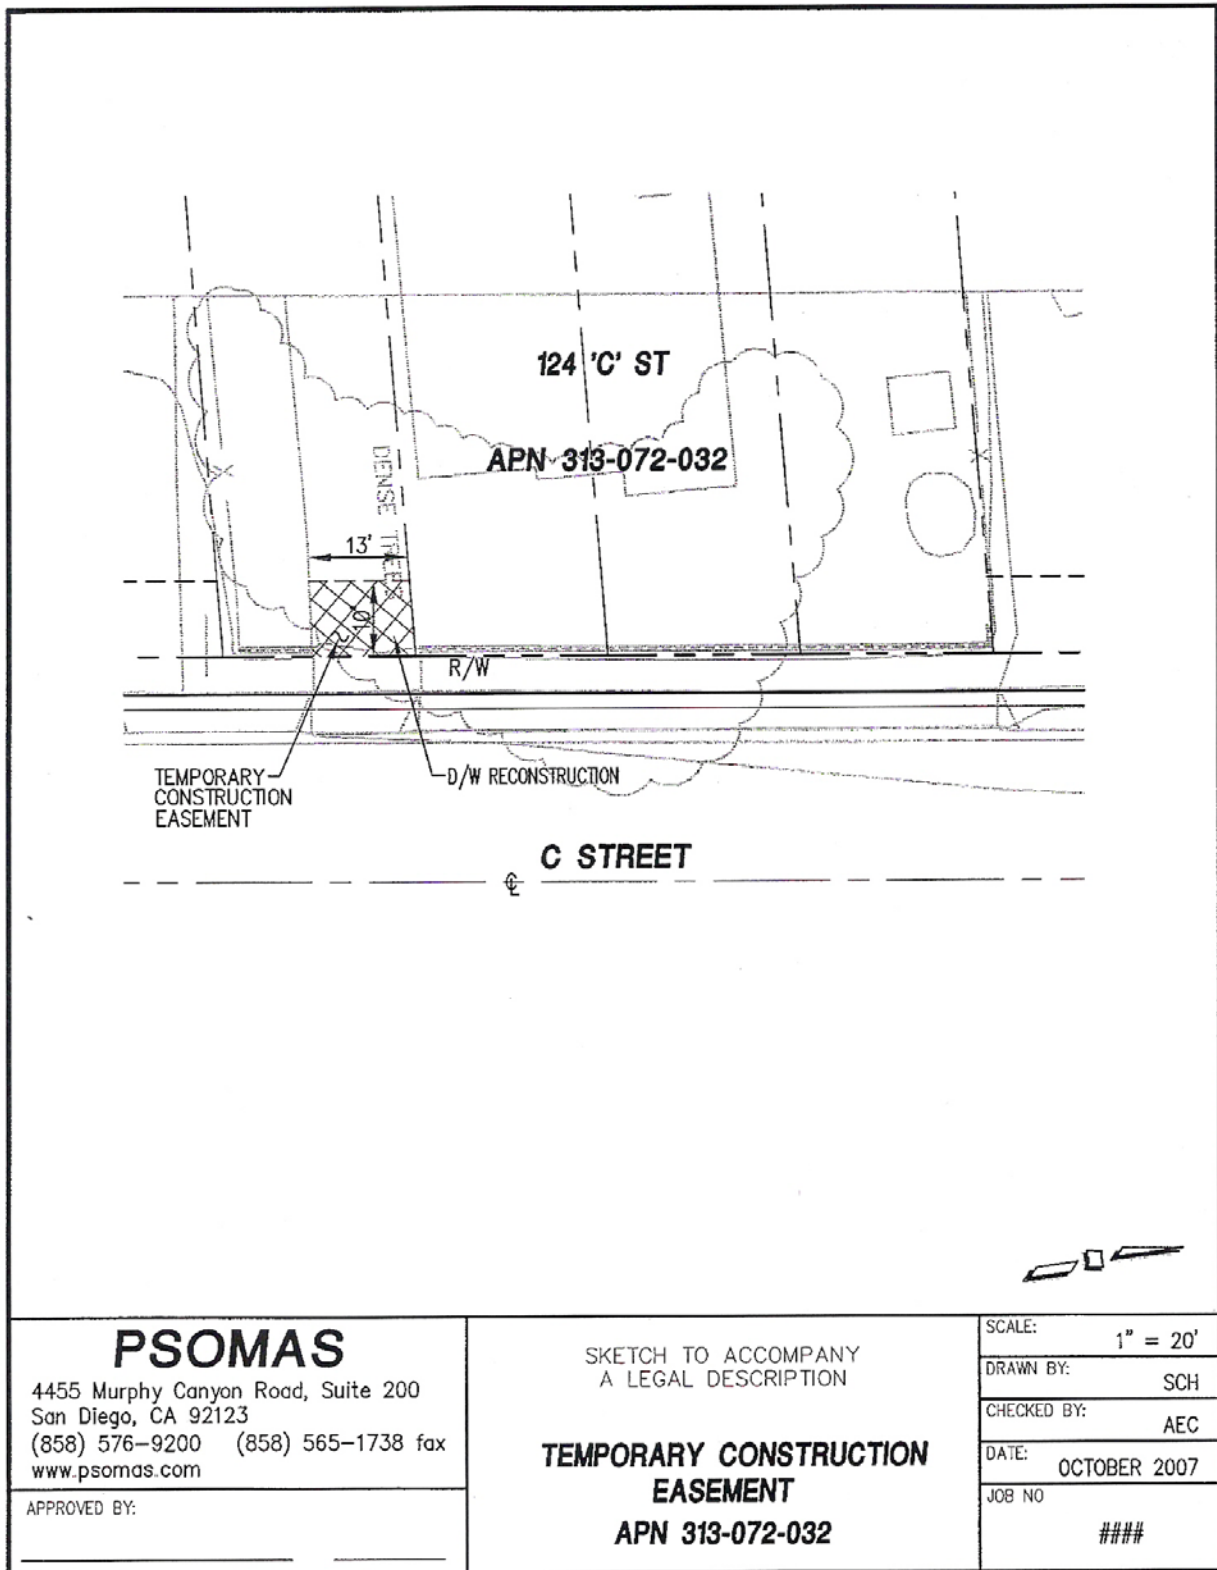 124 'C' ST
APN 313-072-032
DENSE TREE
13'
10'
X
X
R/W
TEMPORARY
CONSTRUCTION
EASEMENT
D/W RECONSTRUCTION
C STREET
℄
PSOMAS
4455 Murphy Canyon Road, Suite 200
San Diego, CA 92123
(858) 576-9200 (858) 565-1738 fax
www.psomas.com
APPROVED BY:
SKETCH TO ACCOMPANY
A LEGAL DESCRIPTION
TEMPORARY CONSTRUCTION
EASEMENT
APN 313-072-032
SCALE: 1" = 20'
DRAWN BY: SCH
CHECKED BY: AEC
DATE: OCTOBER 2007
JOB NO
####